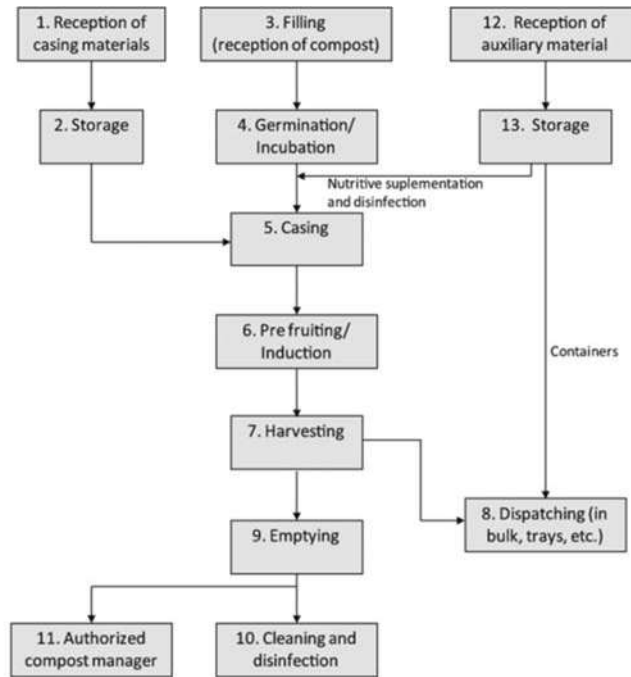 1. Reception of
casing materials
3. Filling
(reception of compost)
12. Reception of
auxiliary material
2. Storage
4. Germination/
Incubation
13. Storage
Nutritive suplementation
and disinfection
5. Casing
6. Pre fruiting/
Induction
Containers
7. Harvesting
8. Dispatching (in
bulk, trays, etc.)
9. Emptying
11. Authorized
compost manager
10. Cleaning and
disinfection